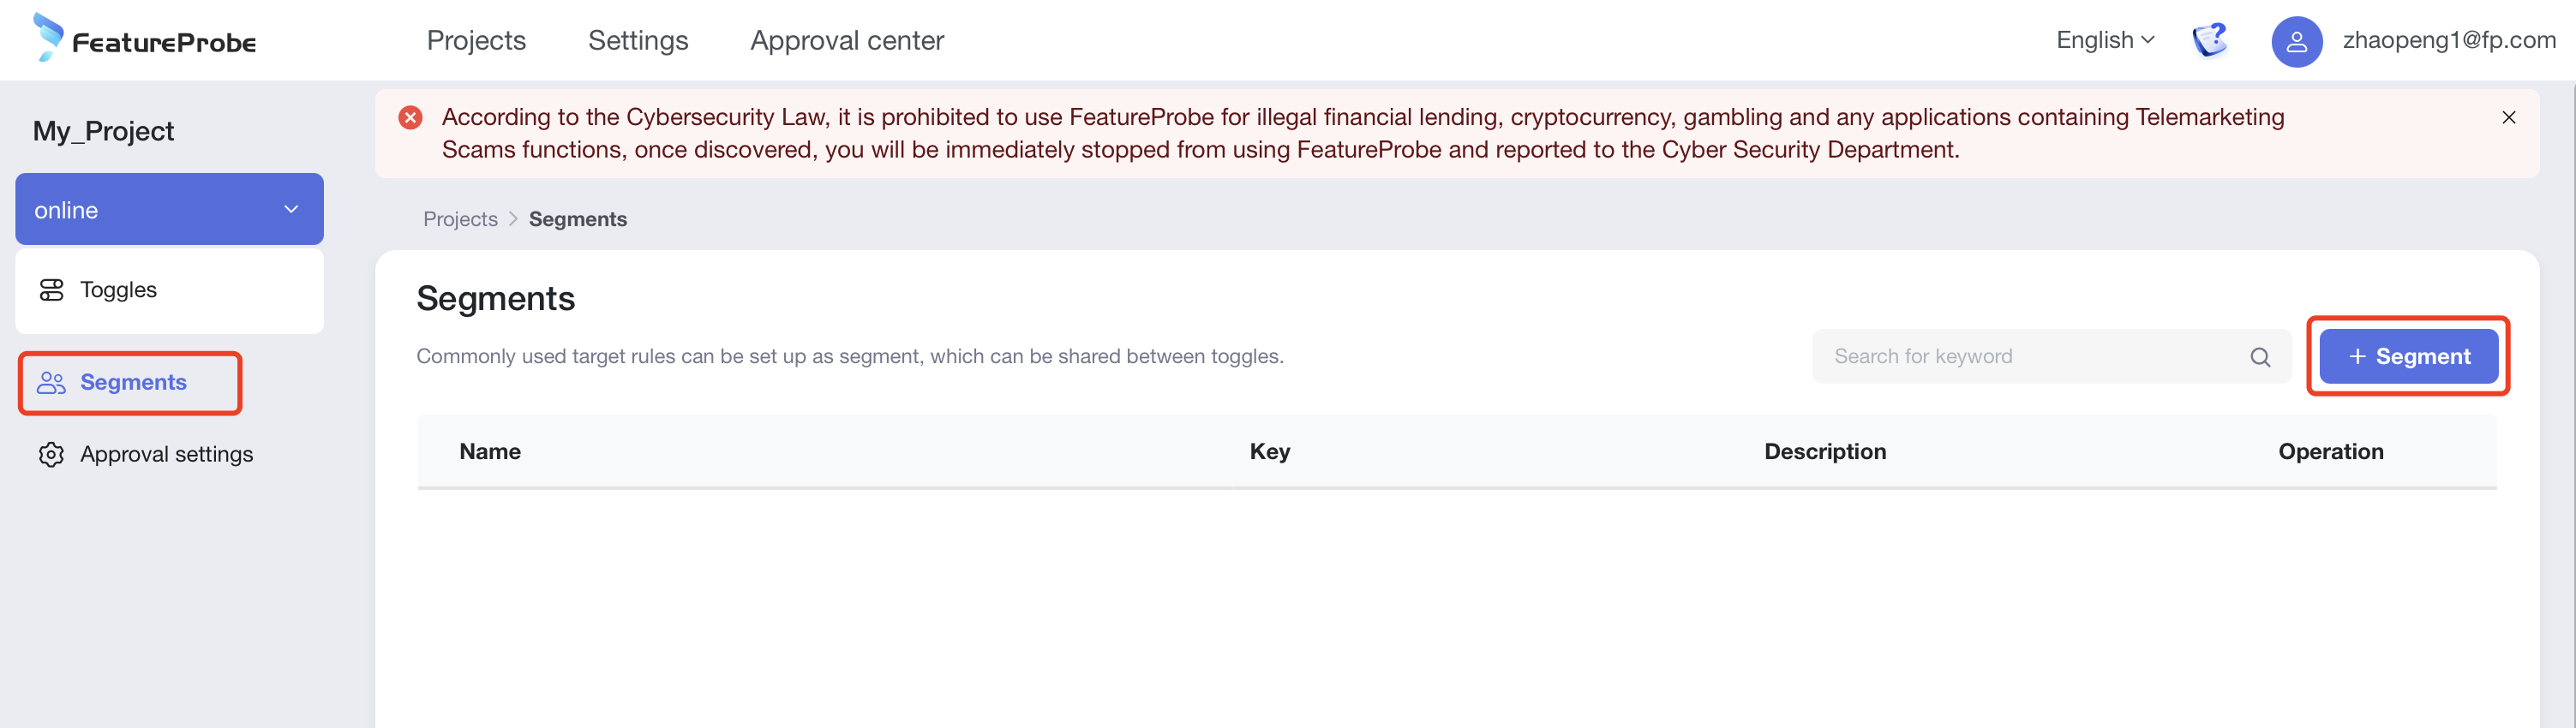 FeatureProbe
Projects
Settings
Approval center
English
zhaopeng1@fp.com
My_Project
online
Toggles
Segments
Approval settings
According to the Cybersecurity Law, it is prohibited to use FeatureProbe for illegal financial lending, cryptocurrency, gambling and any applications containing Telemarketing
Scams functions, once discovered, you will be immediately stopped from using FeatureProbe and reported to the Cyber Security Department.
Projects > Segments
Segments
Commonly used target rules can be set up as segment, which can be shared between toggles.
Search for keyword
+ Segment
Name
Key
Description
Operation